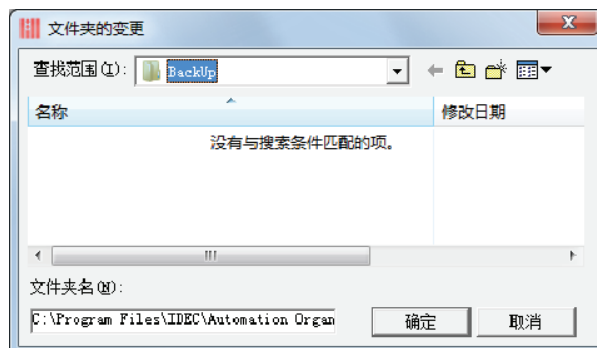 文件夹的变更
查找范围(I): BackUp
名称 修改日期
没有与搜索条件匹配的项。
文件夹名(N):
C:\Program Files\IDEC\Automation Organ
确定 取消